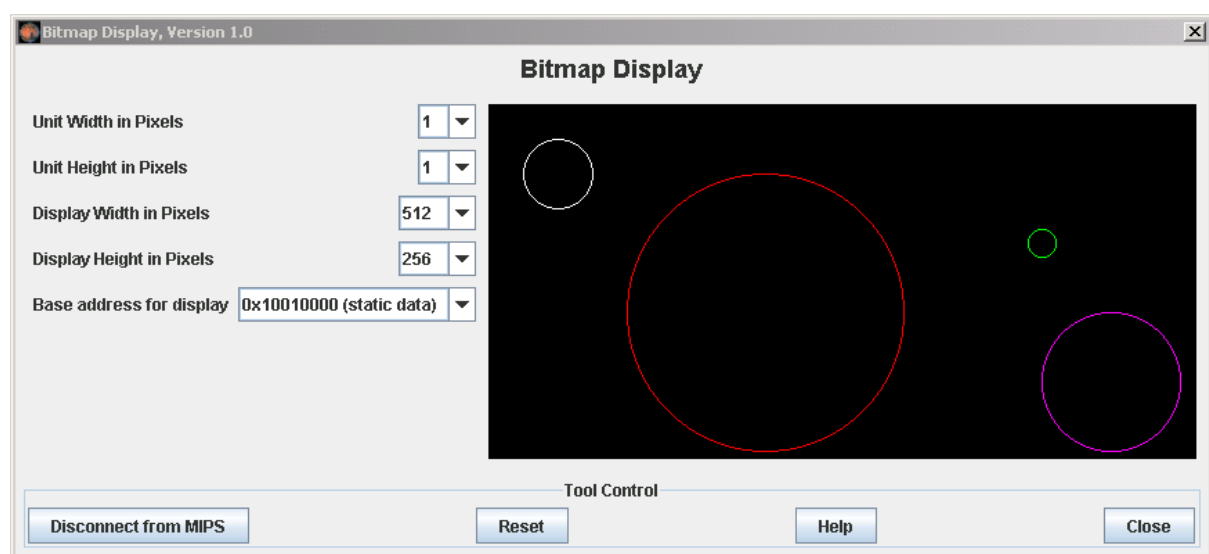 Bitmap Display, Version 1.0
Bitmap Display
Unit Width in Pixels 1
Unit Height in Pixels 1
Display Width in Pixels 512
Display Height in Pixels 256
Base address for display 0x10010000 (static data)
Tool Control
Disconnect from MIPS Reset Help Close